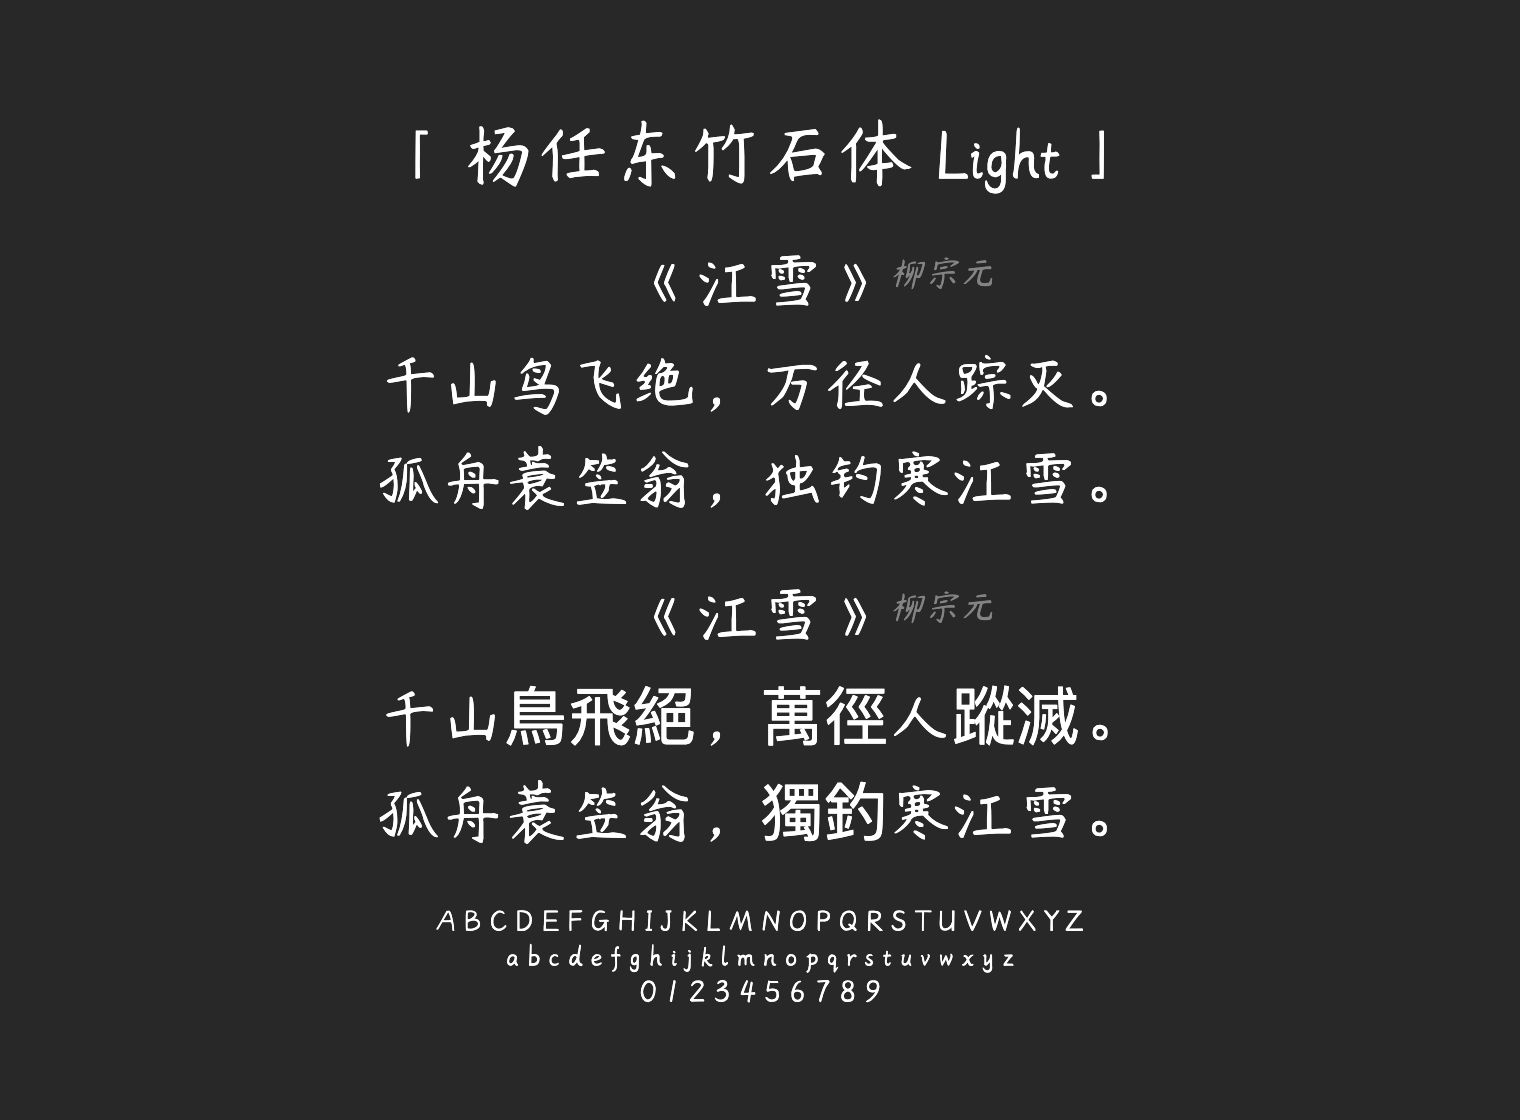 「 杨任东竹石体 Light 」
《 江雪 》柳宗元
千山鸟飞绝，万径人踪灭。
孤舟蓑笠翁，独钓寒江雪。
《 江雪 》柳宗元
千山鳥飛絕，萬徑人蹤滅。
孤舟蓑笠翁，獨釣寒江雪。
ABCDEFGHIJKLMNOPQRSTUVWXYZ
abcdefghijklmnopqrstuvwxyz
0123456789